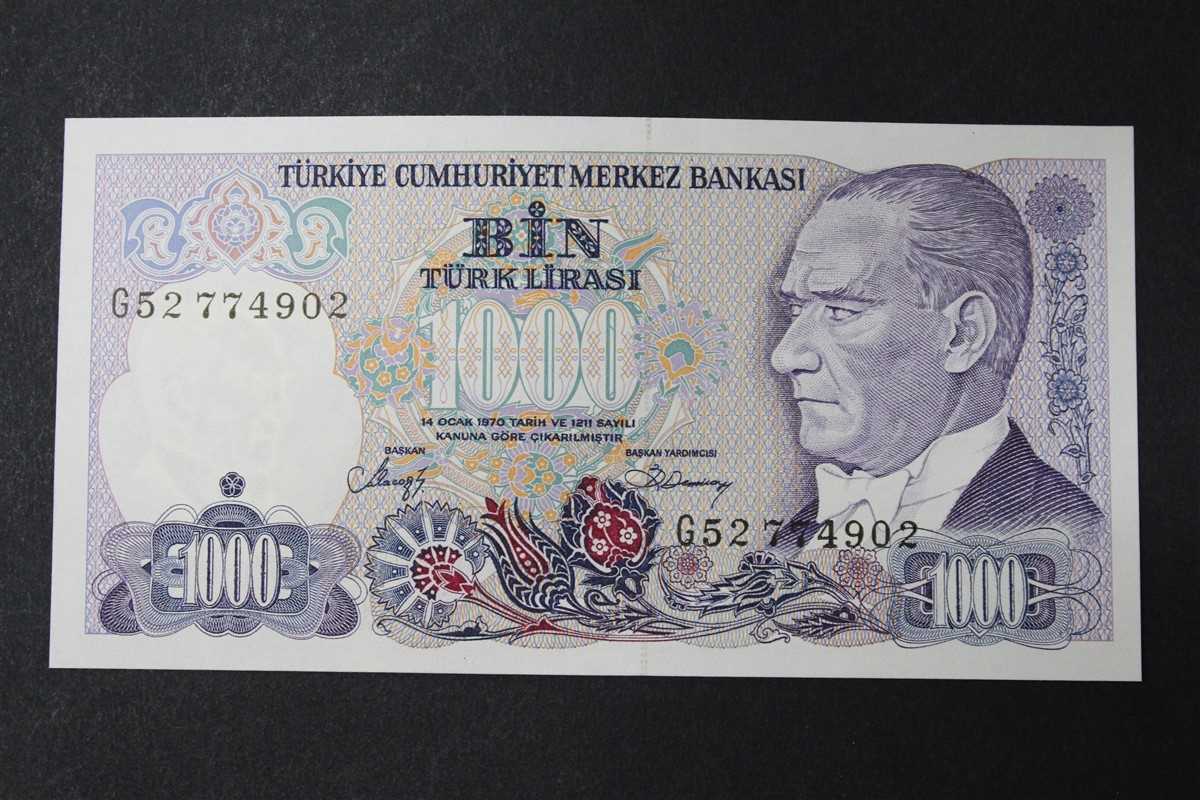 TÜRKİYE CUMHURİYET MERKEZ BANKASI
BİN
TÜRK LİRASI
G52 774902
1000
14 OCAK 1970 TARİH VE 1211 SAYILI
KANUNA GÖRE ÇIKARILMIŞTIR
BAŞKAN
BAŞKAN YARDIMCISI
G52 774902
1000
1000